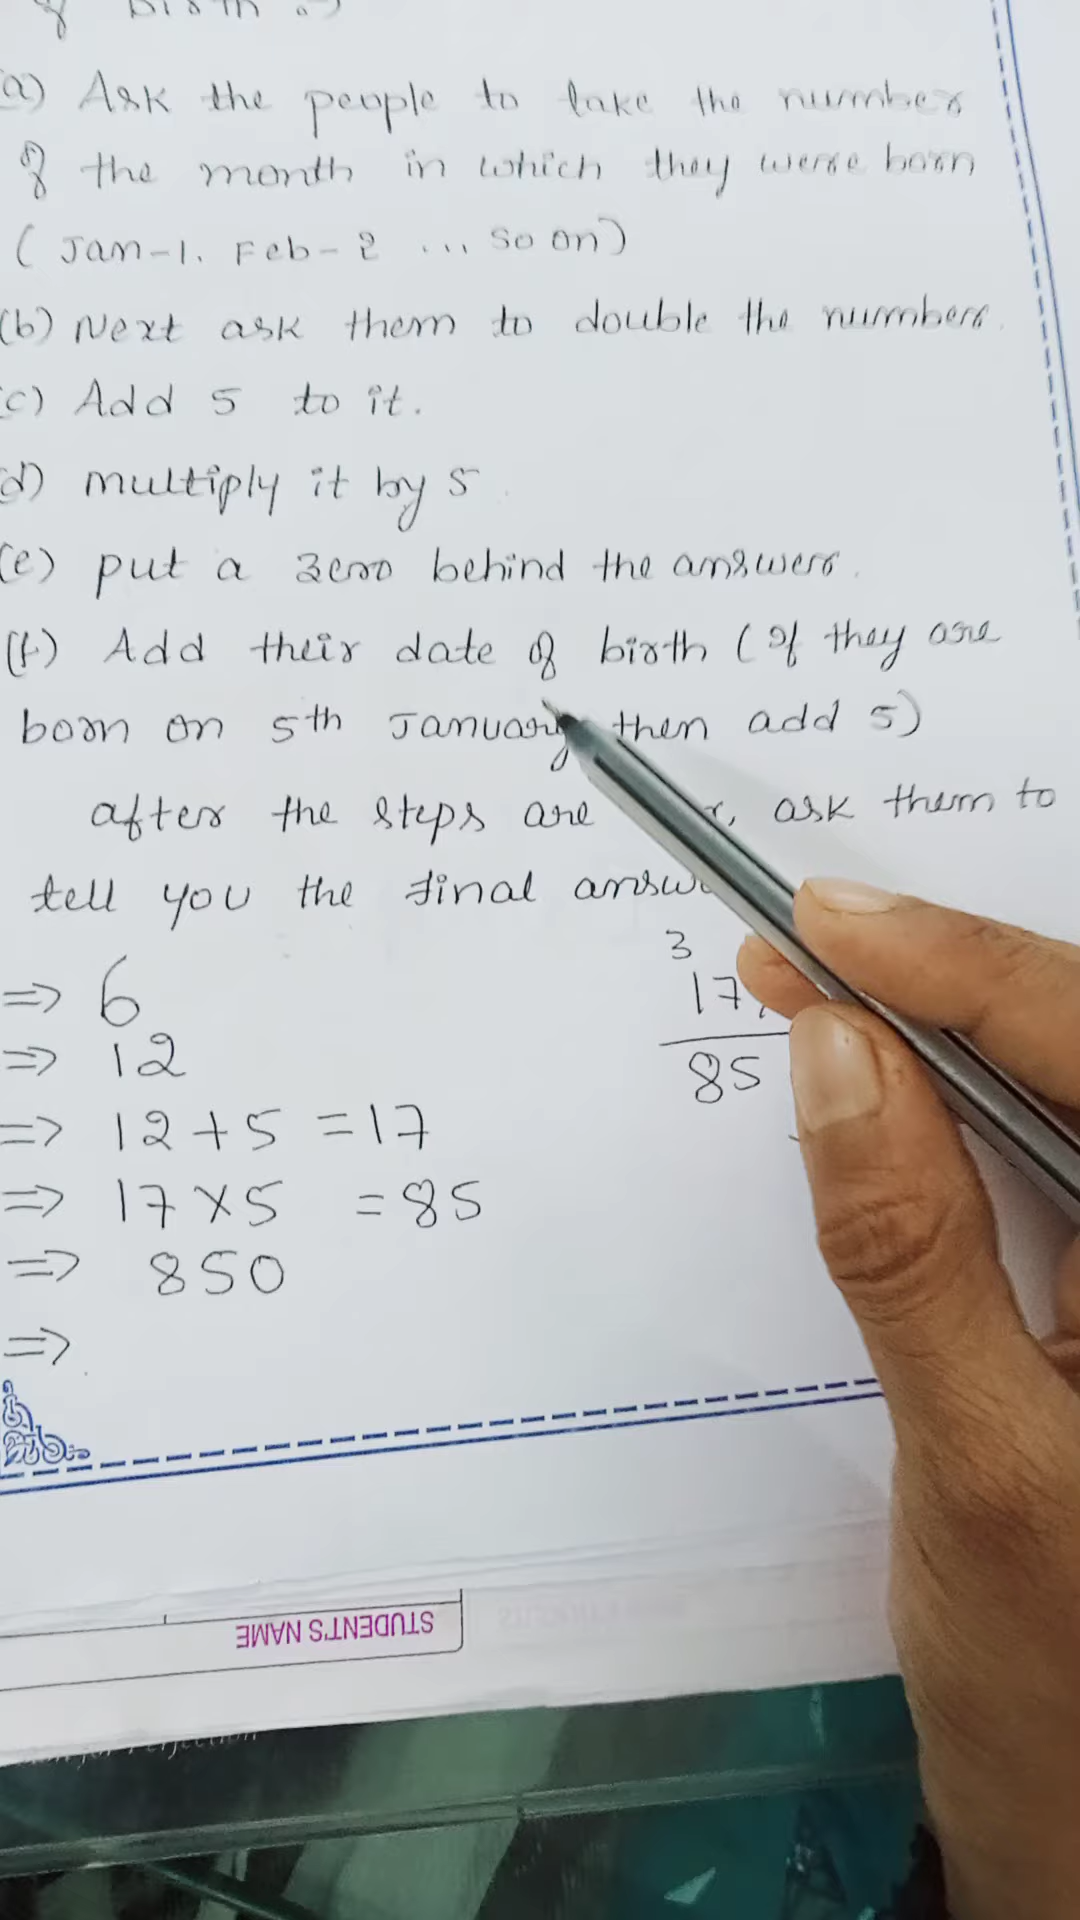 of Birth :-)
(a) Ask the people to take the number
of the month in which they were born
( Jan-1. Feb-2 ... so on)
(b) Next ask them to double the numbers.
(c) Add 5 to it.
(d) multiply it by 5.
(e) put a zero behind the answers.
(f) Add their date of birth (If they are
born on 5th January then add 5)
after the steps are ask them to
tell you the final
⇒ 6
⇒ 12
⇒ 12+5 =17
⇒ 17×5 =85
⇒ 850
⇒
3
17
85
STUDENT'S NAME